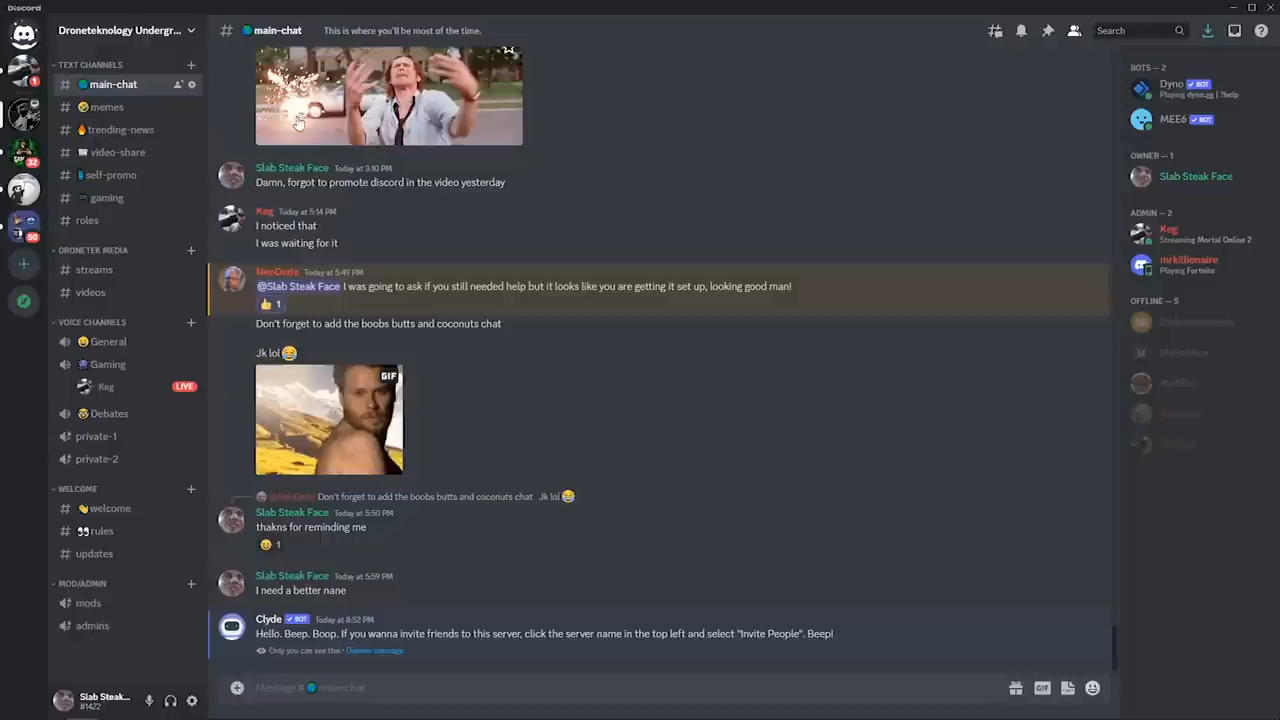 Discord
Droneteknology Undergr...
# main-chat This is where you'll be most of the time.
Search
TEXT CHANNELS
# main-chat
# memes
# trending-news
# video-share
# self-promo
# gaming
# roles
DRONETEK MEDIA
# streams
# videos
VOICE CHANNELS
General
Gaming
Keg LIVE
Debates
private-1
private-2
WELCOME
# welcome
# rules
# updates
MOD/ADMIN
mods
admins
Slab Steak...
#1422
1
32
50
Slab Steak Face Today at 3:10 PM
Damn, forgot to promote discord in the video yesterday
Keg Today at 5:14 PM
I noticed that
I was waiting for it
NeoDude Today at 5:49 PM
@Slab Steak Face I was going to ask if you still needed help but it looks like you are getting it set up, looking good man!
👍 1
Don't forget to add the boobs butts and coconuts chat
Jk lol 😂
GIF
@NeoDude Don't forget to add the boobs butts and coconuts chat Jk lol 😂
Slab Steak Face Today at 5:50 PM
thakns for reminding me
1
Slab Steak Face Today at 5:59 PM
I need a better nane
Clyde BOT Today at 8:52 PM
Hello. Beep. Boop. If you wanna invite friends to this server, click the server name in the top left and select "Invite People". Beep!
Only you can see this • Dismiss message
Message # main-chat
GIF
BOTS – 2
Dyno BOT
Playing dyno.gg | ?help
MEE6 BOT
OWNER – 1
Slab Steak Face
ADMIN – 2
Keg
Streaming Mortal Online 2
mrkillionaire
Playing Fortnite
OFFLINE – 5
M